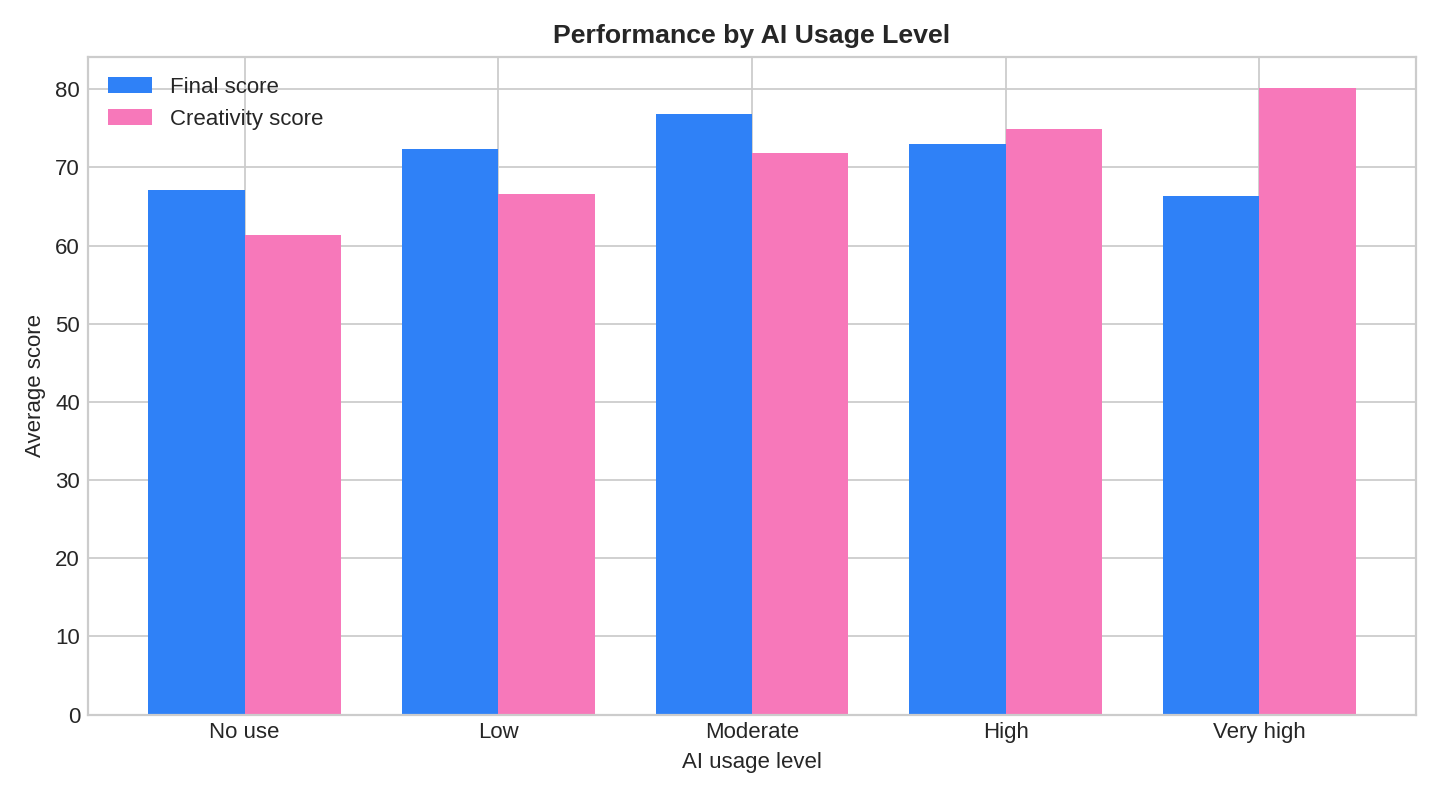 Performance by AI Usage Level
Final score
Creativity score
80
70
60
50
40
30
20
10
0
Average score
No use
Low
Moderate
High
Very high
AI usage level